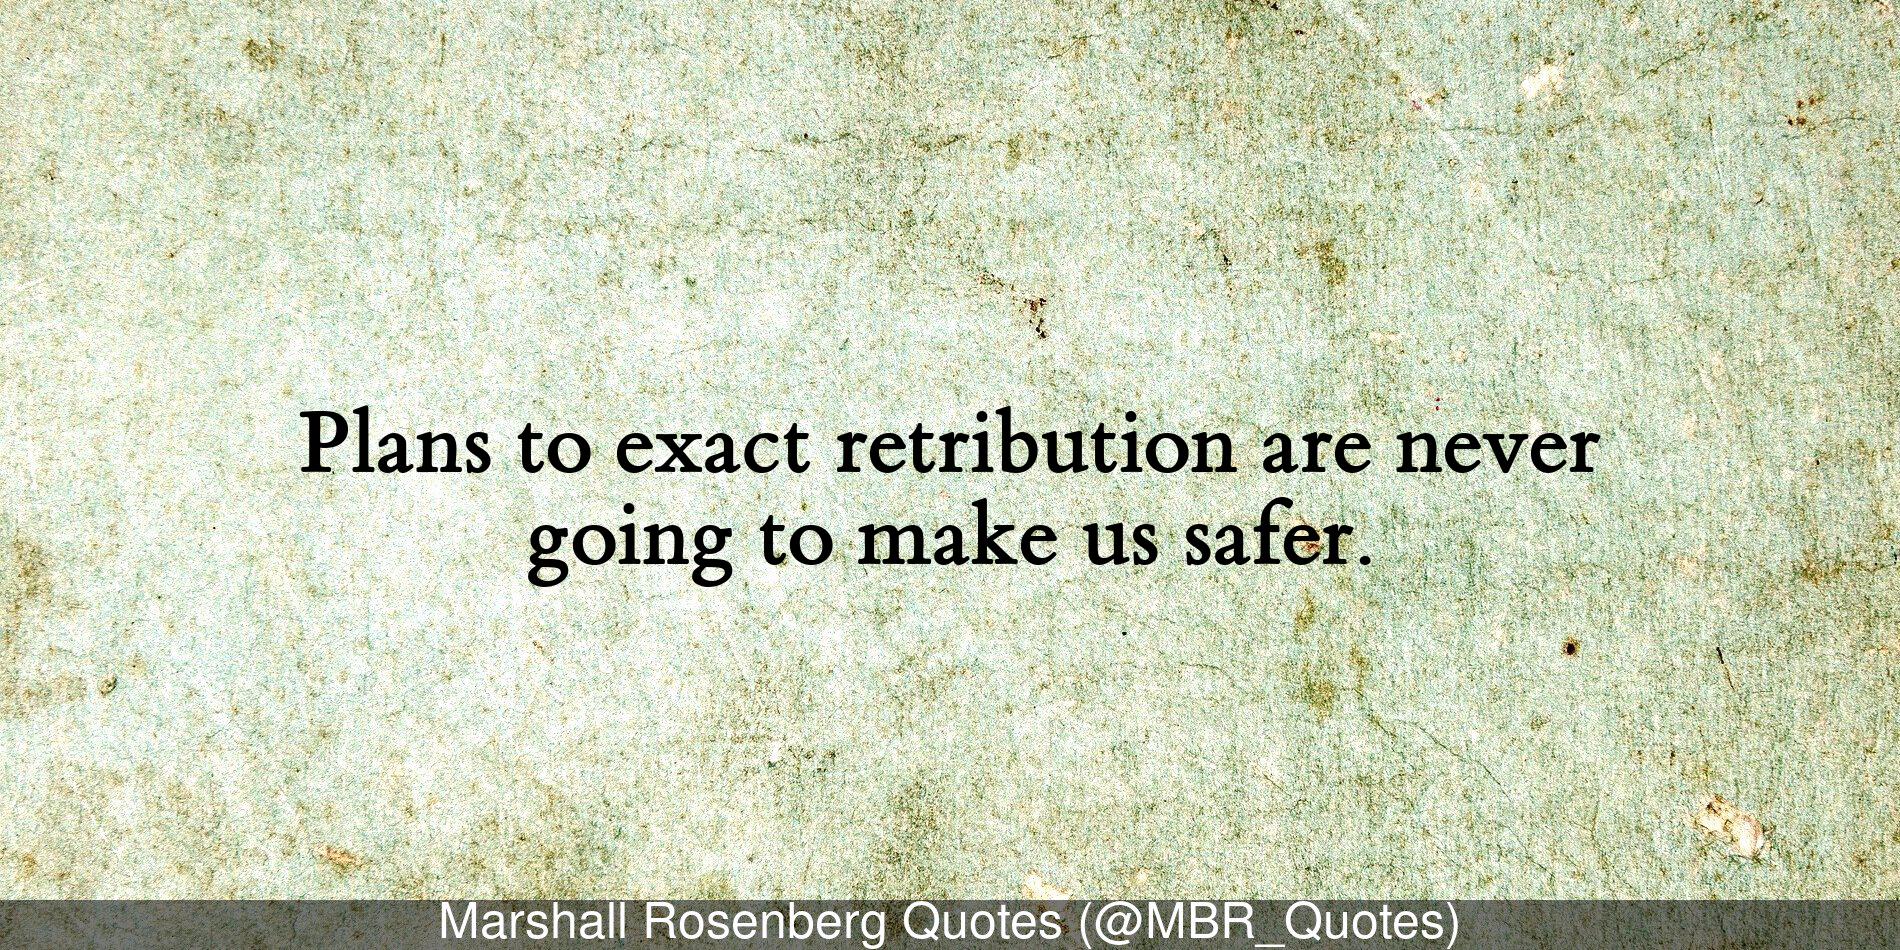 Plans to exact retribution are never
going to make us safer.
Marshall Rosenberg Quotes (@MBR_Quotes)